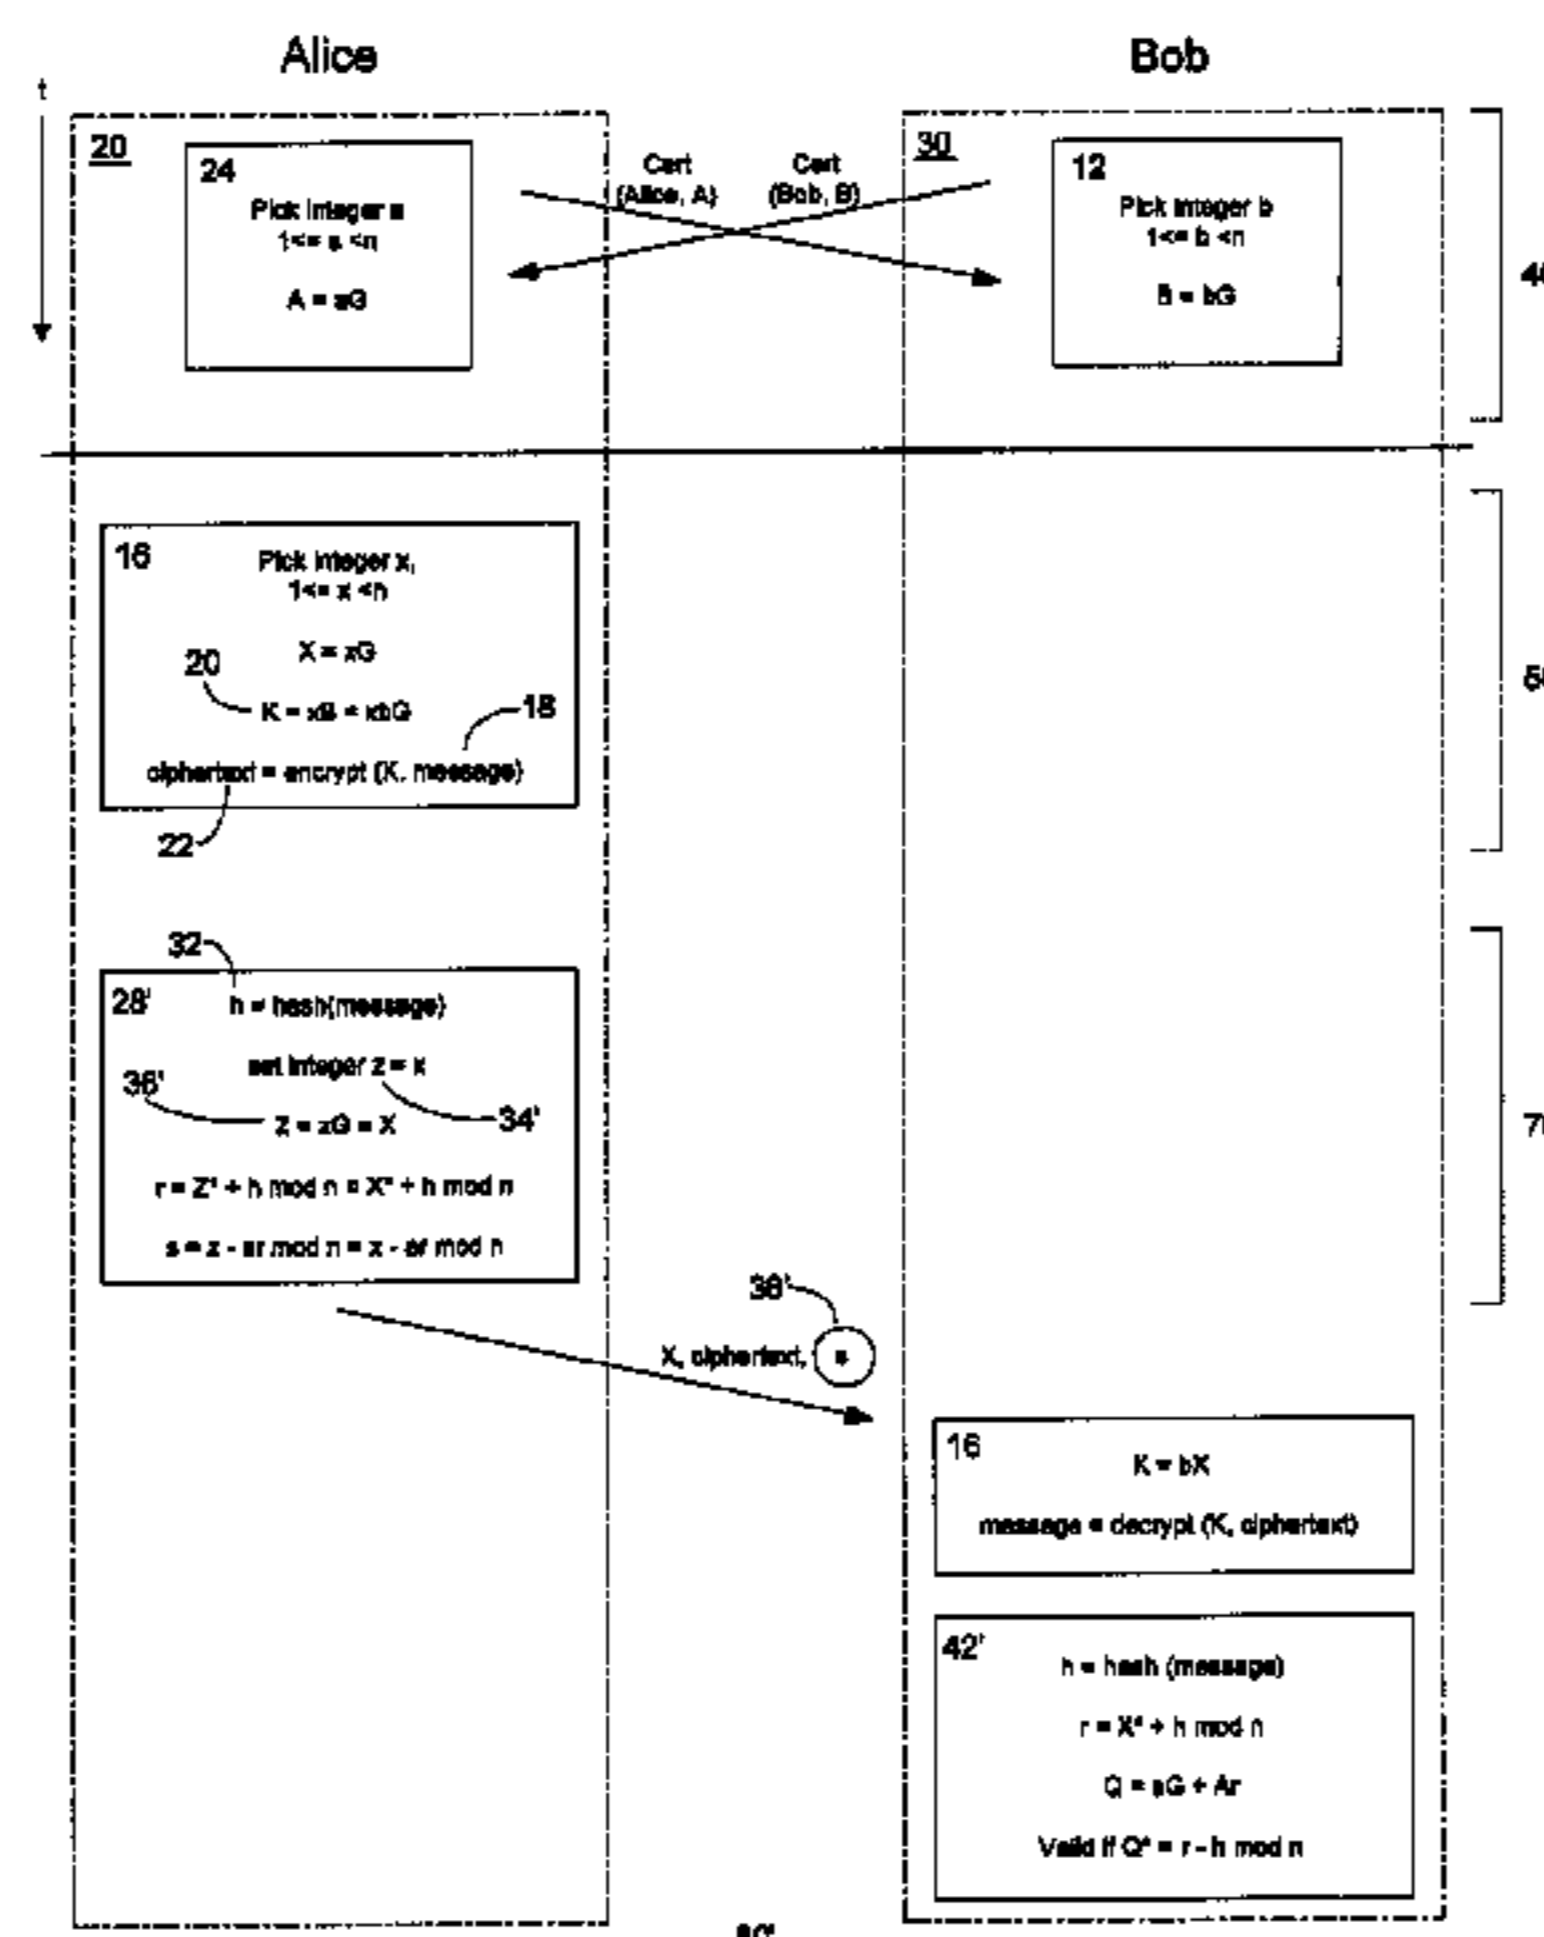 Alice
Bob
t
20
24
Pick integer a
1<= a <n
A = aG
Cert
(Alice, A)
Cert
(Bob, B)
30
12
Pick integer b
1<= b <n
B = bG
16
Pick integer x,
1<= x <n
X = xG
20
K = xB = xbG
18
ciphertext = encrypt (K, message)
22
32
28'
h = hash(message)
set integer z = x
36'
34'
Z = zG = X
r = Z* + h mod n = X* + h mod n
s = z - ar mod n = x - ar mod n
38'
X, ciphertext, s
16
K = bX
message = decrypt (K, ciphertext)
42'
h = hash (message)
r = X* + h mod n
Q = sG + Ar
Valid if Q* = r - h mod n